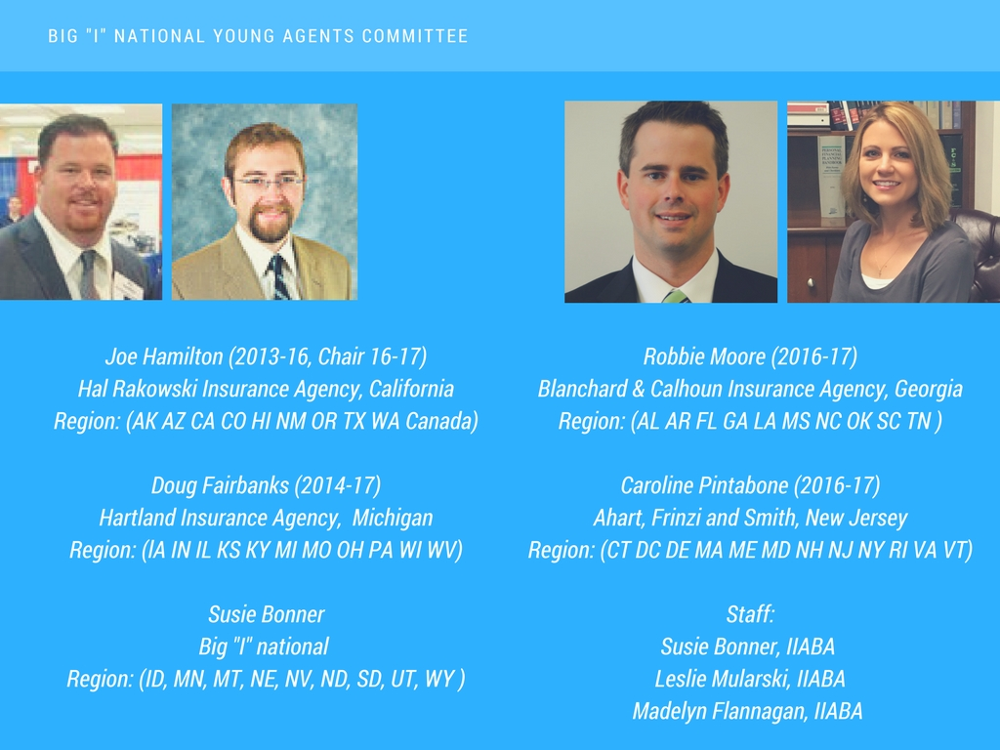 BIG "I" NATIONAL YOUNG AGENTS COMMITTEE
Joe Hamilton (2013-16, Chair 16-17)
Hal Rakowski Insurance Agency, California
Region: (AK AZ CA CO HI NM OR TX WA Canada)
Doug Fairbanks (2014-17)
Hartland Insurance Agency,  Michigan
Region: (lA IN IL KS KY MI MO OH PA WI WV)
Susie Bonner
Big "I" national
Region: (ID, MN, MT, NE, NV, ND, SD, UT, WY )
Robbie Moore (2016-17)
Blanchard & Calhoun Insurance Agency, Georgia
Region: (AL AR FL GA LA MS NC OK SC TN )
Caroline Pintabone (2016-17)
Ahart, Frinzi and Smith, New Jersey
Region: (CT DC DE MA ME MD NH NJ NY RI VA VT)
Staff:
Susie Bonner, IIABA
Leslie Mularski, IIABA
Madelyn Flannagan, IIABA